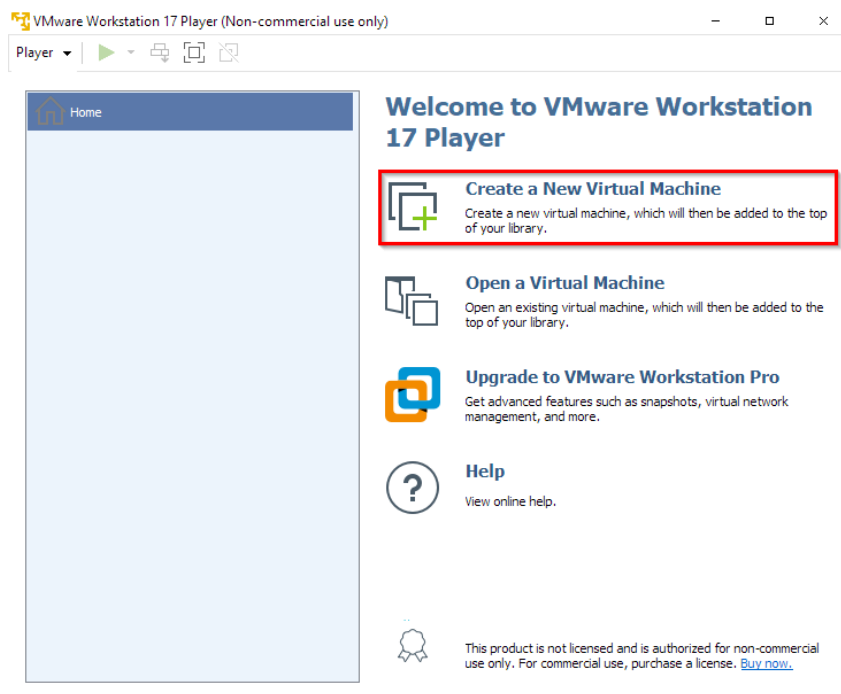 VMware Workstation 17 Player (Non-commercial use only)
Player
Home
Welcome to VMware Workstation
17 Player
Create a New Virtual Machine
Create a new virtual machine, which will then be added to the top
of your library.
Open a Virtual Machine
Open an existing virtual machine, which will then be added to the
top of your library.
Upgrade to VMware Workstation Pro
Get advanced features such as snapshots, virtual network
management, and more.
Help
View online help.
This product is not licensed and is authorized for non-commercial
use only. For commercial use, purchase a license. Buy now.